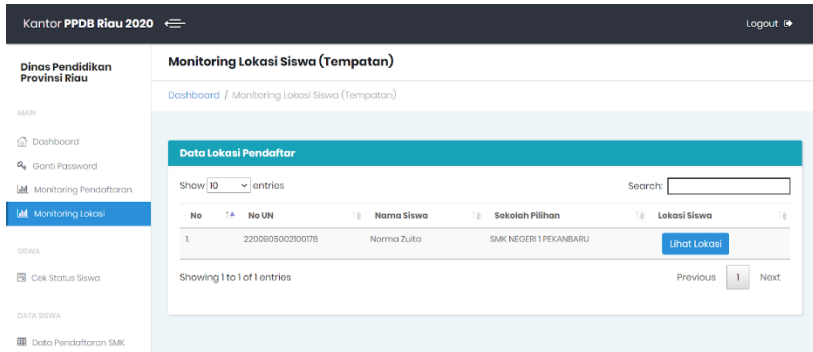 Kantor PPDB Riau 2020
Logout
Dinas Pendidikan
Provinsi Riau
MAIN
Dashboard
Ganti Password
Monitoring Pendaftaran
Monitoring Lokasi
SISWA
Cek Status Siswa
DATA SISWA
Data Pendaftaran SMK
Monitoring Lokasi Siswa (Tempatan)
Dashboard / Monitoring Lokasi Siswa (Tempatan)
Data Lokasi Pendaftar
Show 10 entries Search:
No No UN Nama Siswa Sekolah Pilihan Lokasi Siswa
1. 2200805002100178 Norma Zuita SMK NEGERI 1 PEKANBARU Lihat Lokasi
Showing 1 to 1 of 1 entries Previous 1 Next